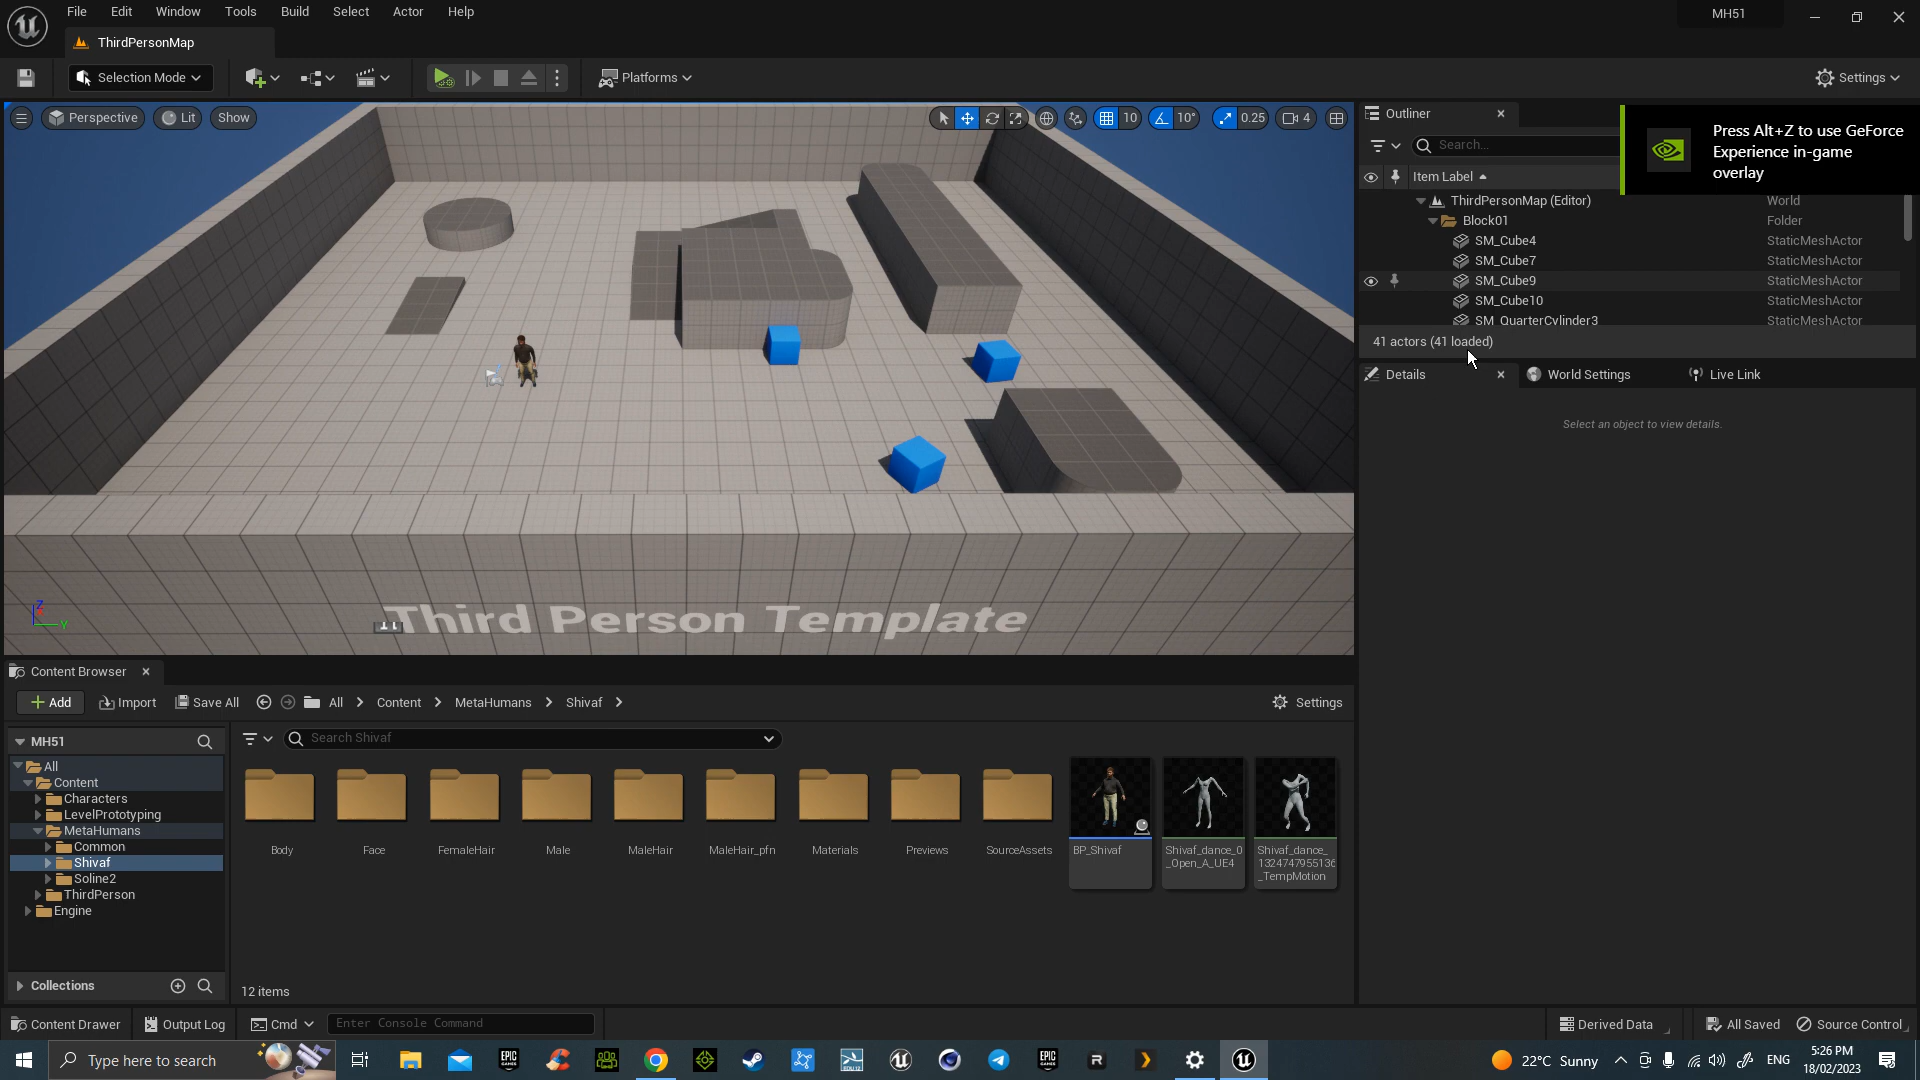 File Edit Window Tools Build Select Actor Help
MH51
ThirdPersonMap
Selection Mode
Platforms
Settings
Perspective Lit Show
10 10° 0.25 4
Outliner
Search...
Press Alt+Z to use GeForce
Experience in-game
overlay
Item Label
ThirdPersonMap (Editor) World
Block01 Folder
SM_Cube4 StaticMeshActor
SM_Cube7 StaticMeshActor
SM_Cube9 StaticMeshActor
SM_Cube10 StaticMeshActor
SM_QuarterCylinder3 StaticMeshActor
41 actors (41 loaded)
Details World Settings Live Link
Select an object to view details.
Z
Y
Third Person Template
Content Browser
Add Import Save All All Content MetaHumans Shivaf Settings
MH51
Search Shivaf
All
Content
Characters
LevelPrototyping
MetaHumans
Common
Shivaf
Soline2
ThirdPerson
Engine
Body Face FemaleHair Male MaleHair MaleHair_pfn Materials Previews SourceAssets BP_Shivaf
Shivaf_dance_0
_Open_A_UE4
Shivaf_dance_
1324747955136
_TempMotion
Collections
12 items
Content Drawer Output Log Cmd Enter Console Command Derived Data All Saved Source Control
Type here to search
22°C Sunny
ENG
5:26 PM
18/02/2023